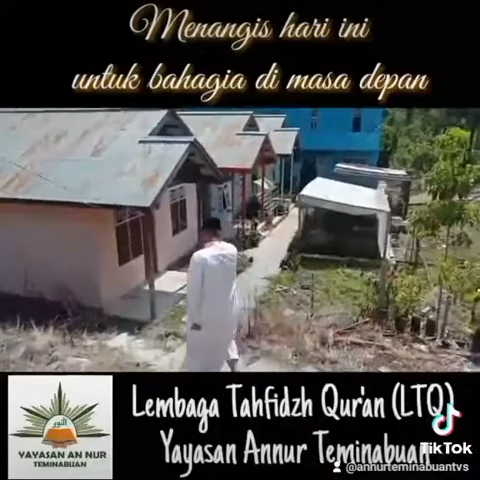 Menangis hari ini
untuk bahagia di masa depan
النور
YAYASAN AN NUR
TEMINABUAN
Lembaga Tahfidzh Qur'an (LTQ)
Yayasan Annur Teminabuan
TikTok
@annurteminabuantvs